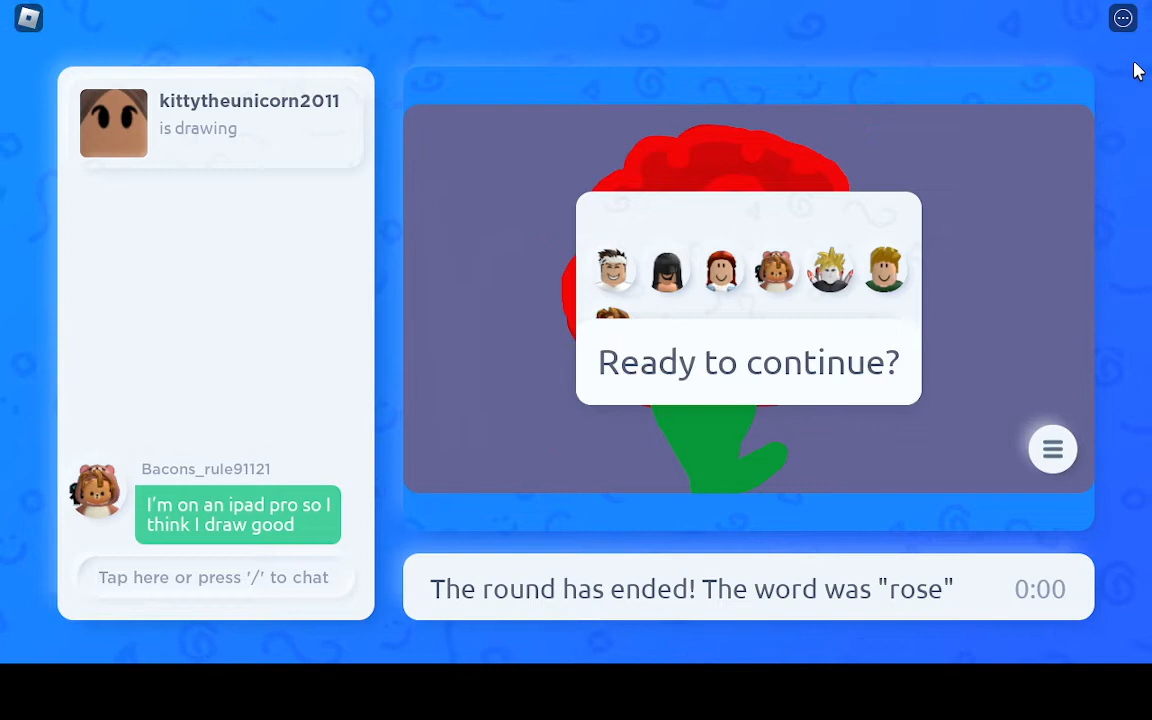 kittytheunicorn2011
is drawing
Ready to continue?
Bacons_rule91121
I'm on an ipad pro so I
think I draw good
Tap here or press '/' to chat
The round has ended! The word was "rose"
0:00